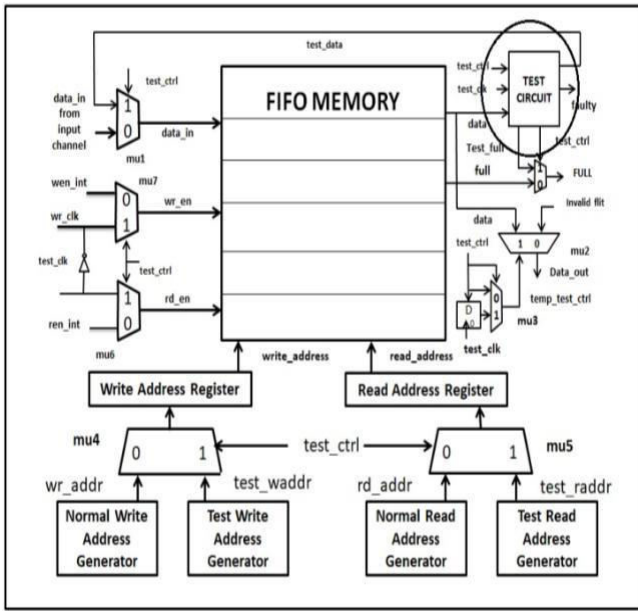 test_data
test_ctrl
test_clk
TEST
CIRCUIT
faulty
test_ctrl
data_in
from
input
channel
1
0
mu1
data_in
FIFO MEMORY
data
Test_full
test_ctrl
full
1
0
FULL
mu7
wen_int
0
wr_clk
1
wr_en
Invalid flit
data
1 0
mu2
Data_out
test_clk
test_ctrl
1
0
ren_int
mu6
rd_en
test_ctrl
0
1
D
temp_test_ctrl
mu3
test_clk
write_address
read_address
Write Address Register
Read Address Register
mu4
0 1
test_ctrl
0 1
mu5
wr_addr
test_waddr
rd_addr
test_raddr
Normal Write
Address
Generator
Test Write
Address
Generator
Normal Read
Address
Generator
Test Read
Address
Generator